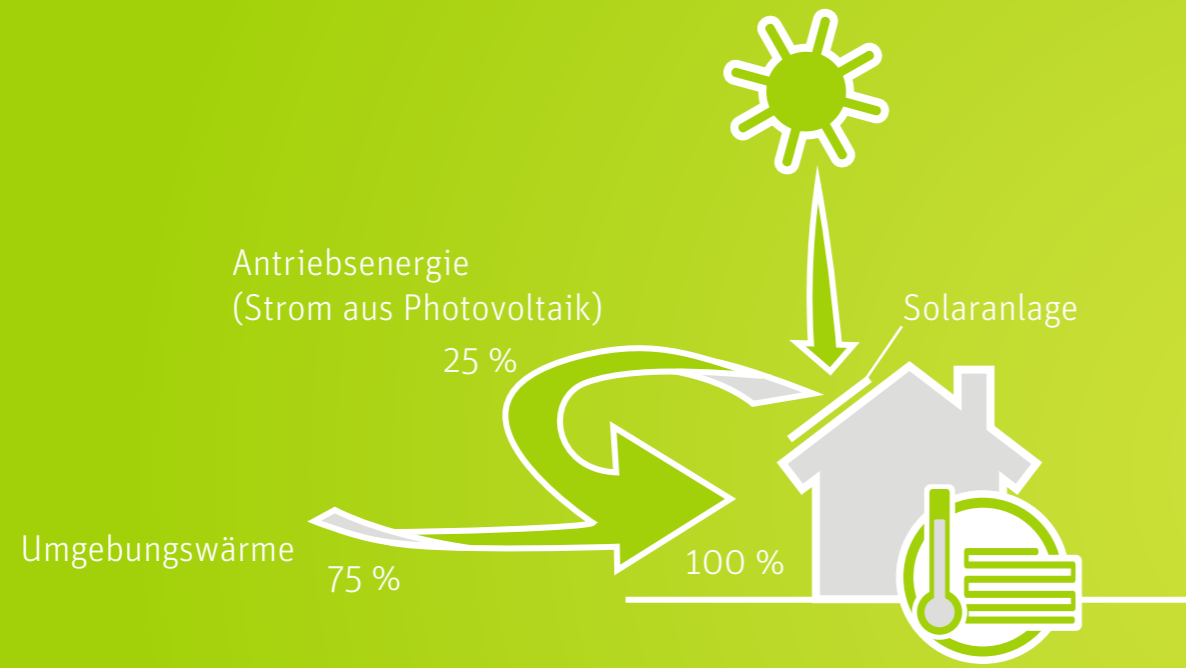 Antriebsenergie
(Strom aus Photovoltaik)
25 %
Solaranlage
Umgebungswärme
75 %
100 %